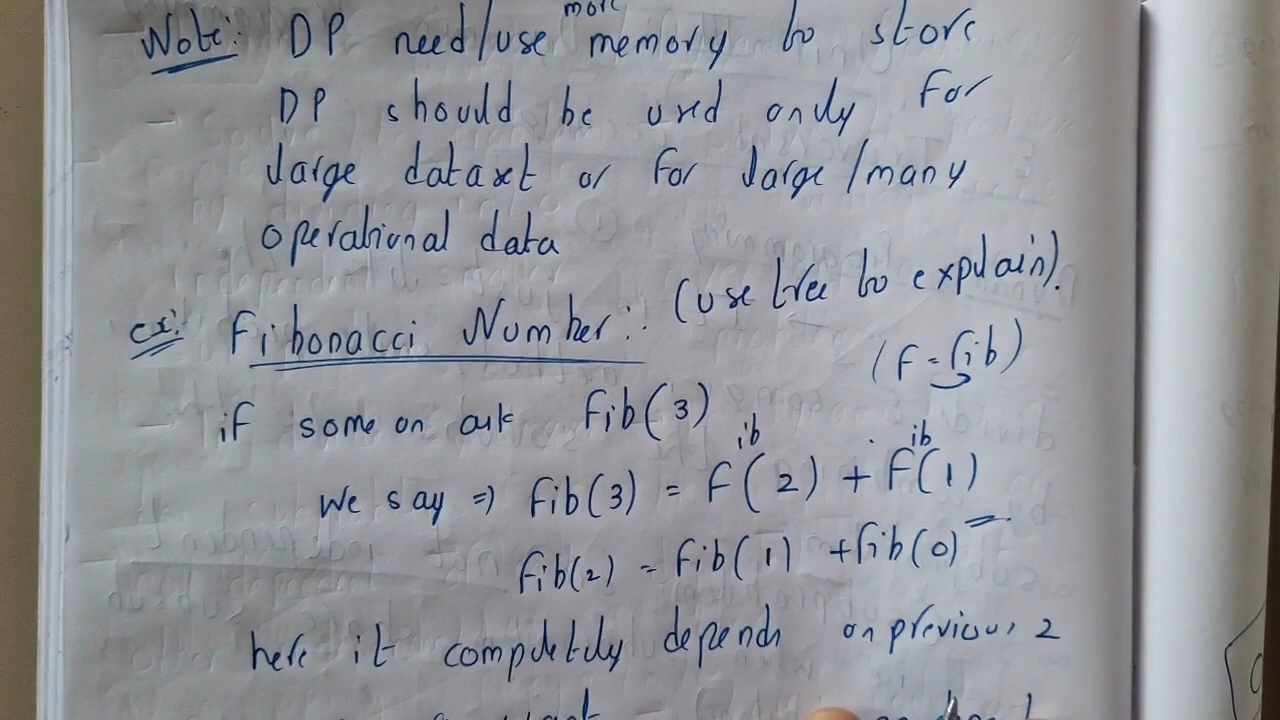 more
Note: DP need/use memory to store
DP should be used only for
large dataset or for large/many
operational data
(use tree to explain).
ex: Fibonacci Number:
(F = fib)
if some on ask Fib(3)
ib ib
We say => Fib(3) = F(2) + F(1)
fib(2) = Fib(1) + fib(0)
here it completely depends on previous 2